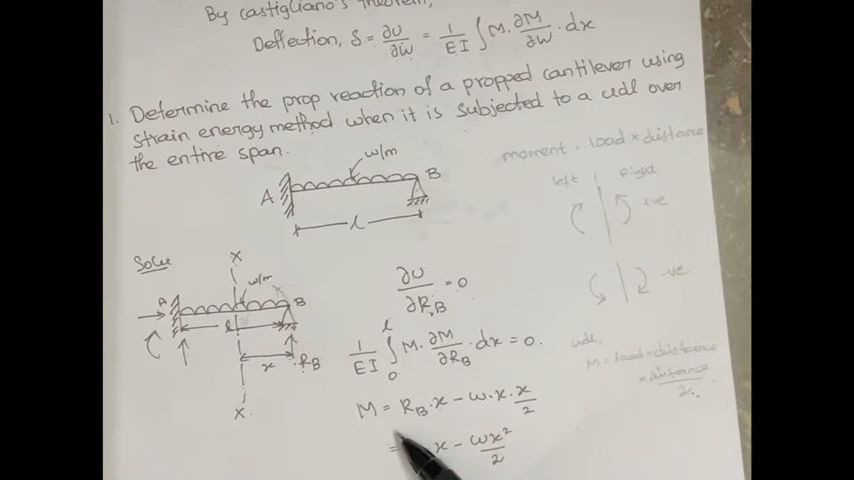 By castigliano's theorem,
Deflection, δ = ∂U/∂W = 1/EI ∫ M. ∂M/∂W . dx
1. Determine the prop reaction of a propped cantilever using
strain energy method when it is subjected to a udl over
the entire span.
moment = load x distance
w/m
A
B
l
left | Right
+ve
-ve
Soln
X
w/m
A
B
l
x
RB
X
∂U/∂RB = 0
1/EI ∫₀ˡ M. ∂M/∂RB . dx = 0.
M = RB.x - w.x.x/2
= x - wx²/2
udl,
M = load x distance
x distance/2